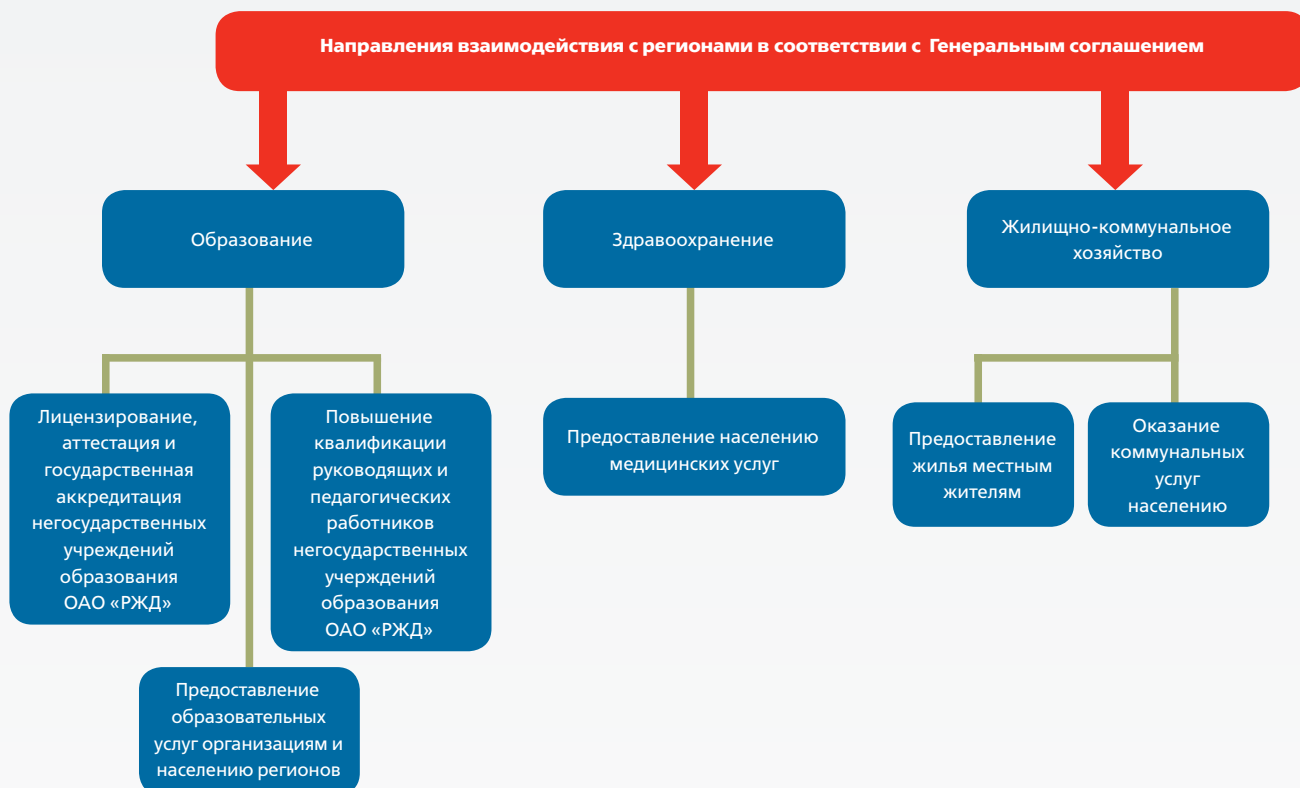 Направления взаимодействия с регионами в соответствии с Генеральным соглашением
Образование
Здравоохранение
Жилищно-коммунальное
хозяйство
Лицензирование,
аттестация и
государственная
аккредитация
негосударственных
учреждений
образования
ОАО «РЖД»
Повышение
квалификации
руководящих и
педагогических
работников
негосударственных
учерждений
образования
ОАО «РЖД»
Предоставление
образовательных
услуг организациям и
населению регионов
Предоставление населению
медицинских услуг
Предоставление
жилья местным
жителям
Оказание
коммунальных
услуг
населению